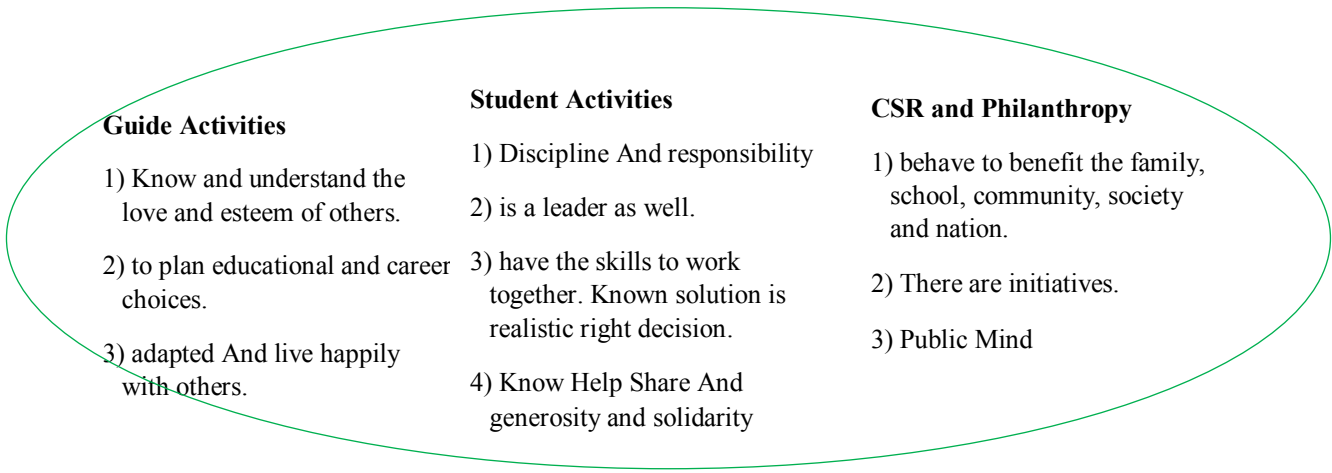 Guide Activities
1) Know and understand the
love and esteem of others.
2) to plan educational and career
choices.
3) adapted And live happily
with others.
Student Activities
1) Discipline And responsibility
2) is a leader as well.
3) have the skills to work
together. Known solution is
realistic right decision.
4) Know Help Share And
generosity and solidarity
CSR and Philanthropy
1) behave to benefit the family,
school, community, society
and nation.
2) There are initiatives.
3) Public Mind